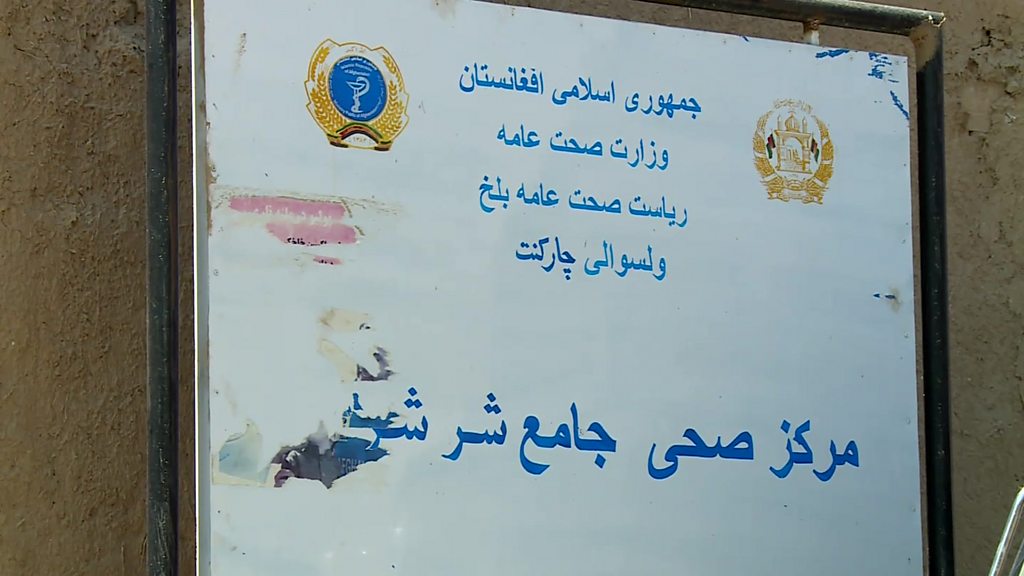 جمهوری اسلامی افغانستان
وزارت صحت عامه
ریاست صحت عامه بلخ
ولسوالی چارکنت
مرکز صحی جامع شر شر